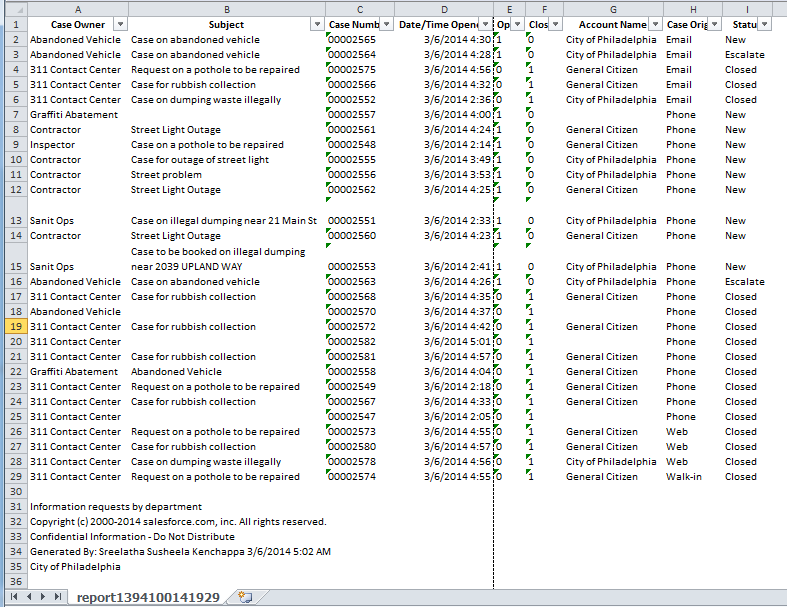 A B C D E F G H I
1 Case Owner Subject Case Numb Date/Time Opene Op Clos Account Name Case Orig Statu
2 Abandoned Vehicle Case on abandoned vehicle 00002565 3/6/2014 4:30 1 0 City of Philadelphia Email New
3 Abandoned Vehicle Case on abandoned vehicle 00002564 3/6/2014 4:28 1 0 City of Philadelphia Email Escalate
4 311 Contact Center Request on a pothole to be repaired 00002575 3/6/2014 4:56 0 1 General Citizen Email Closed
5 311 Contact Center Case for rubbish collection 00002566 3/6/2014 4:32 0 1 General Citizen Email Closed
6 311 Contact Center Case on dumping waste illegally 00002552 3/6/2014 2:36 0 1 City of Philadelphia Email Closed
7 Graffiti Abatement 00002557 3/6/2014 4:00 1 0 Phone New
8 Contractor Street Light Outage 00002561 3/6/2014 4:24 1 0 General Citizen Phone New
9 Inspector Case on a pothole to be repaired 00002548 3/6/2014 2:14 1 0 General Citizen Phone New
10 Contractor Case for outage of street light 00002555 3/6/2014 3:49 1 0 City of Philadelphia Phone New
11 Contractor Street problem 00002556 3/6/2014 3:53 1 0 City of Philadelphia Phone New
12 Contractor Street Light Outage 00002562 3/6/2014 4:25 1 0 General Citizen Phone New
13 Sanit Ops Case on illegal dumping near 21 Main St 00002551 3/6/2014 2:33 1 0 City of Philadelphia Phone New
14 Contractor Street Light Outage 00002560 3/6/2014 4:23 1 0 General Citizen Phone New
Case to be booked on illegal dumping
15 Sanit Ops near 2039 UPLAND WAY 00002553 3/6/2014 2:41 1 0 City of Philadelphia Phone New
16 Abandoned Vehicle Case on abandoned vehicle 00002563 3/6/2014 4:26 1 0 City of Philadelphia Phone Escalate
17 311 Contact Center Case for rubbish collection 00002568 3/6/2014 4:35 0 1 General Citizen Phone Closed
18 Abandoned Vehicle 00002570 3/6/2014 4:37 0 1 Phone Closed
19 311 Contact Center Case for rubbish collection 00002572 3/6/2014 4:42 0 1 General Citizen Phone Closed
20 311 Contact Center 00002582 3/6/2014 5:01 0 1 Phone Closed
21 311 Contact Center Case for rubbish collection 00002581 3/6/2014 4:57 0 1 General Citizen Phone Closed
22 Graffiti Abatement Abandoned Vehicle 00002558 3/6/2014 4:04 0 1 General Citizen Phone Closed
23 311 Contact Center Request on a pothole to be repaired 00002549 3/6/2014 2:18 0 1 General Citizen Phone Closed
24 311 Contact Center Case for rubbish collection 00002567 3/6/2014 4:33 0 1 General Citizen Phone Closed
25 311 Contact Center 00002547 3/6/2014 2:05 0 1 Phone Closed
26 311 Contact Center Request on a pothole to be repaired 00002573 3/6/2014 4:55 0 1 General Citizen Web Closed
27 311 Contact Center Case for rubbish collection 00002580 3/6/2014 4:57 0 1 General Citizen Web Closed
28 311 Contact Center Case on dumping waste illegally 00002578 3/6/2014 4:56 0 1 City of Philadelphia Web Closed
29 311 Contact Center Request on a pothole to be repaired 00002574 3/6/2014 4:55 0 1 General Citizen Walk-in Closed
30
31 Information requests by department
32 Copyright (c) 2000-2014 salesforce.com, inc. All rights reserved.
33 Confidential Information - Do Not Distribute
34 Generated By: Sreelatha Susheela Kenchappa 3/6/2014 5:02 AM
35 City of Philadelphia
36
report1394100141929